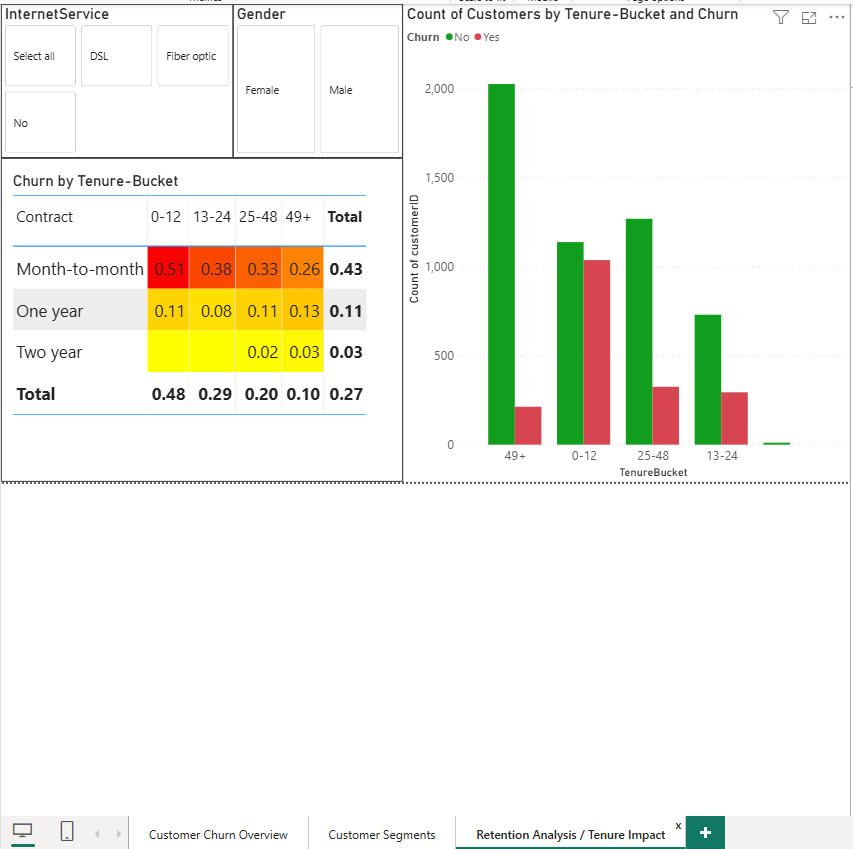 InternetService
Select all
DSL
Fiber optic
No
Gender
Female
Male
Churn by Tenure-Bucket
Contract 0-12 13-24 25-48 49+ Total
Month-to-month 0.51 0.38 0.33 0.26 0.43
One year 0.11 0.08 0.11 0.13 0.11
Two year 0.02 0.03 0.03
Total 0.48 0.29 0.20 0.10 0.27
Count of Customers by Tenure-Bucket and Churn
Churn No Yes
2,000
1,500
1,000
500
0
Count of customerID
49+ 0-12 25-48 13-24
TenureBucket
Customer Churn Overview
Customer Segments
Retention Analysis / Tenure Impact
x
+